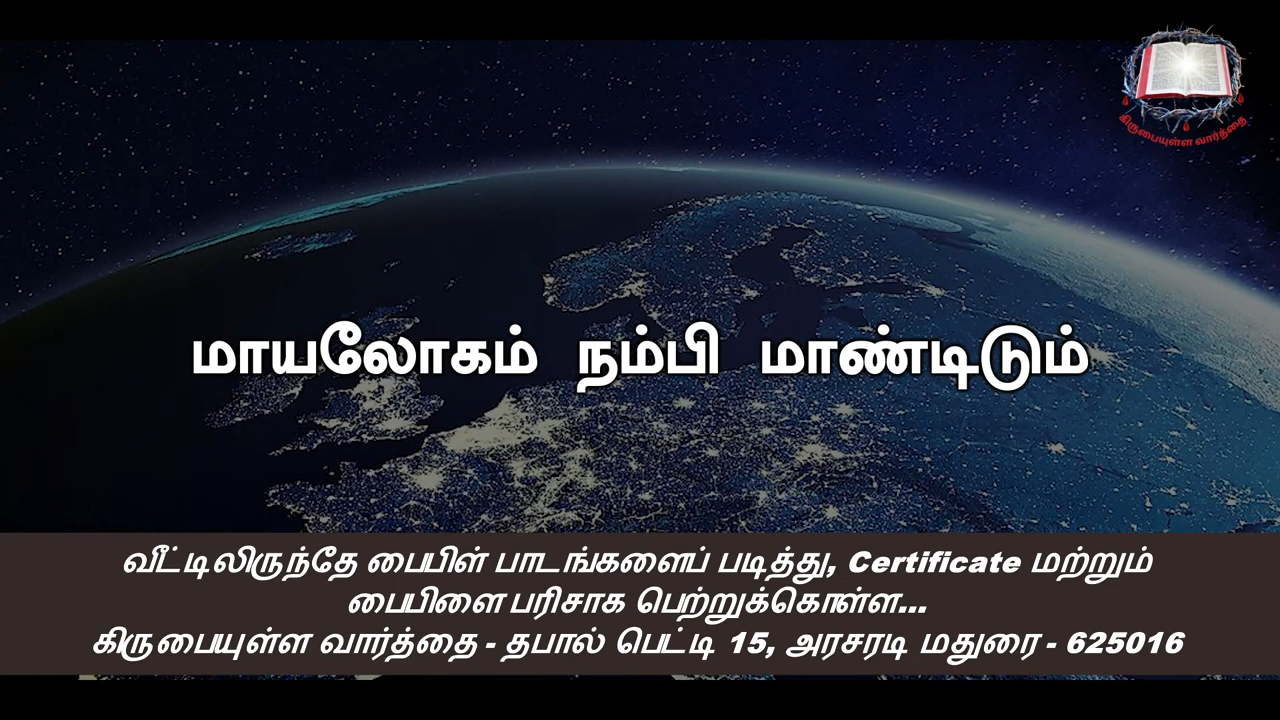 கிருபையுள்ள வார்த்தை
மாயலோகம் நம்பி மாண்டிடும்
வீட்டிலிருந்தே பைபிள் பாடங்களைப் படித்து, Certificate மற்றும்
பைபிளை பரிசாக பெற்றுக்கொள்ள...
கிருபையுள்ள வார்த்தை - தபால் பெட்டி 15, அரசரடி மதுரை - 625016